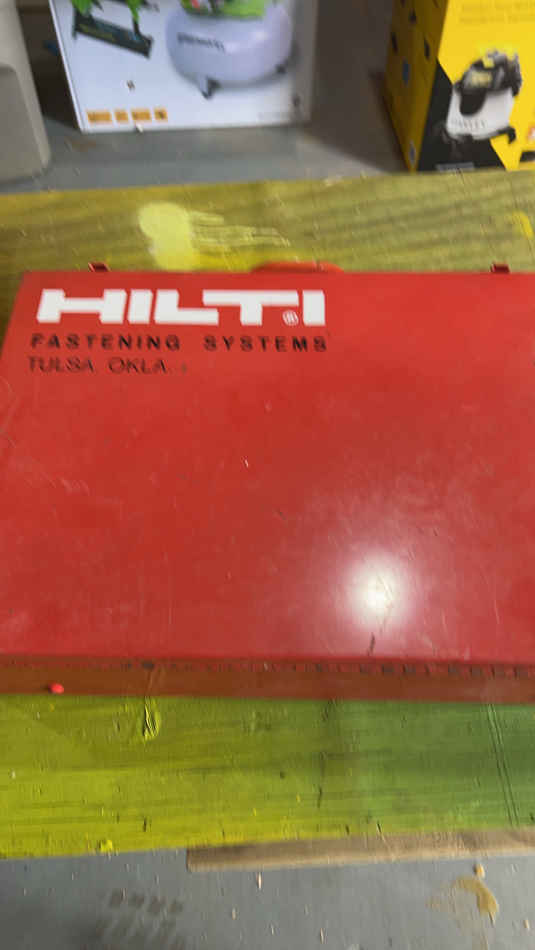 HILTI®
FASTENING SYSTEMS
TULSA OKLA.